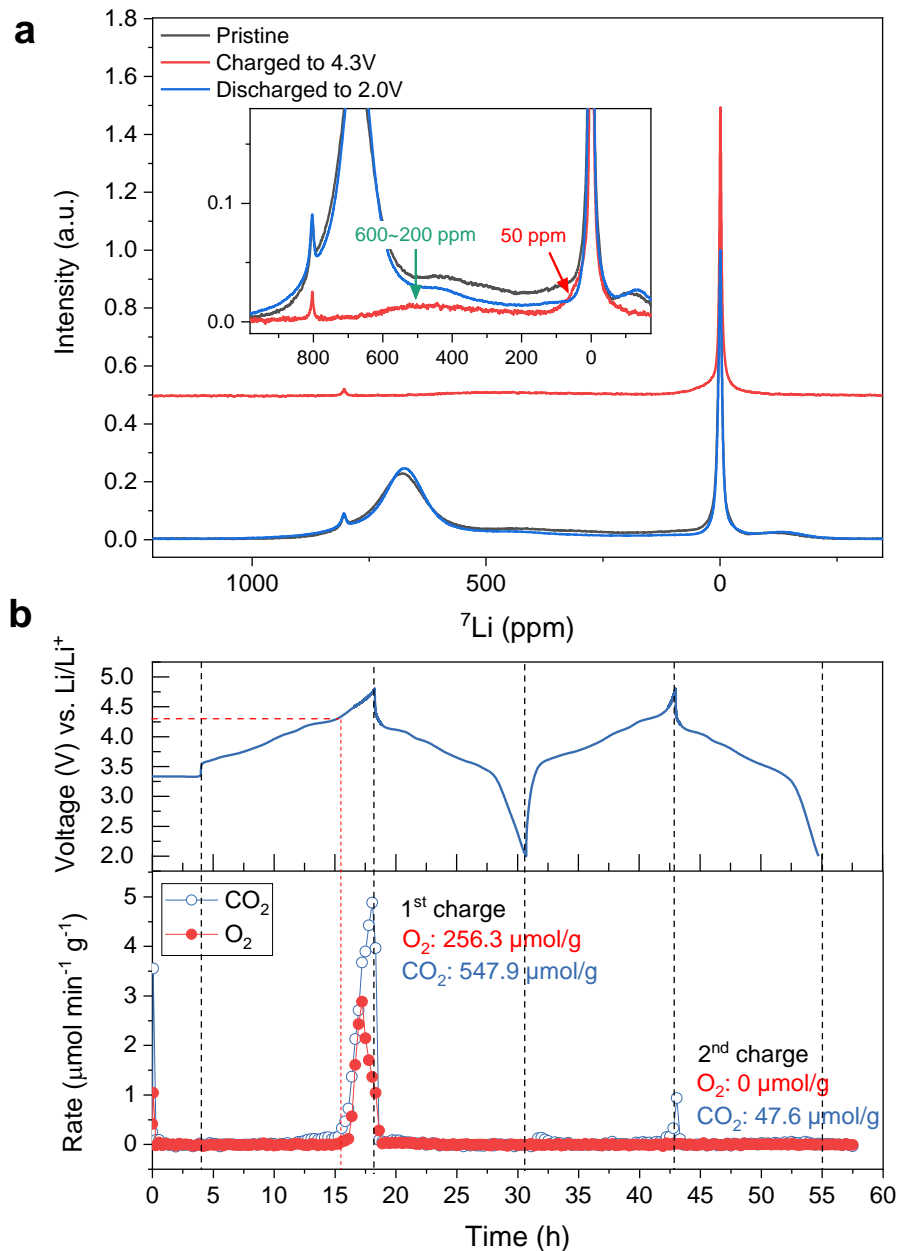 a
Pristine
Charged to 4.3V
Discharged to 2.0V
Intensity (a.u.)
1.8
1.6
1.4
1.2
1.0
0.8
0.6
0.4
0.2
0.0
0.1
0.0
600~200 ppm
50 ppm
800 600 400 200 0
1000 500 0
⁷Li (ppm)
b
Voltage (V) vs. Li/Li⁺
5.0
4.5
4.0
3.5
3.0
2.5
2.0
Rate (μmol min⁻¹ g⁻¹)
5
4
3
2
1
0
CO₂
O₂
1st charge
O₂: 256.3 μmol/g
CO₂: 547.9 μmol/g
2nd charge
O₂: 0 μmol/g
CO₂: 47.6 μmol/g
0 5 10 15 20 25 30 35 40 45 50 55 60
Time (h)